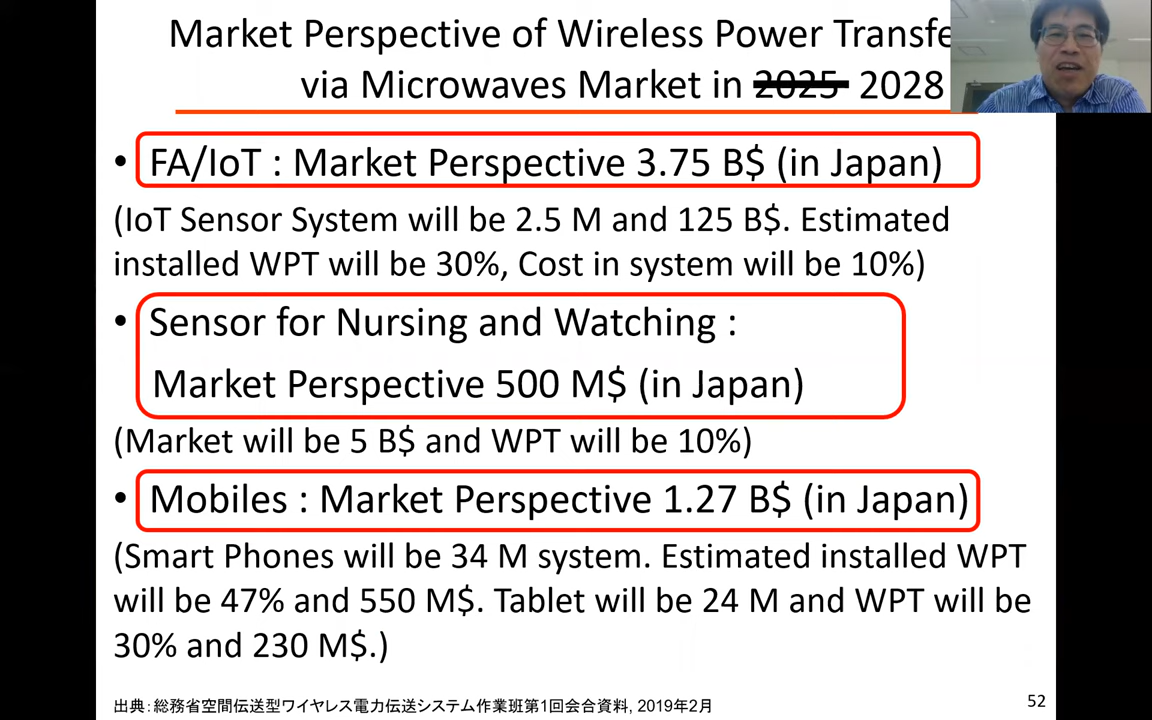 Market Perspective of Wireless Power Transfe
via Microwaves Market in 2025 2028
• FA/IoT : Market Perspective 3.75 B$ (in Japan)
(IoT Sensor System will be 2.5 M and 125 B$. Estimated
installed WPT will be 30%, Cost in system will be 10%)
• Sensor for Nursing and Watching :
Market Perspective 500 M$ (in Japan)
(Market will be 5 B$ and WPT will be 10%)
• Mobiles : Market Perspective 1.27 B$ (in Japan)
(Smart Phones will be 34 M system. Estimated installed WPT
will be 47% and 550 M$. Tablet will be 24 M and WPT will be
30% and 230 M$.)
出典：総務省空間伝送型ワイヤレス電力伝送システム作業班第1回会合資料, 2019年2月
52